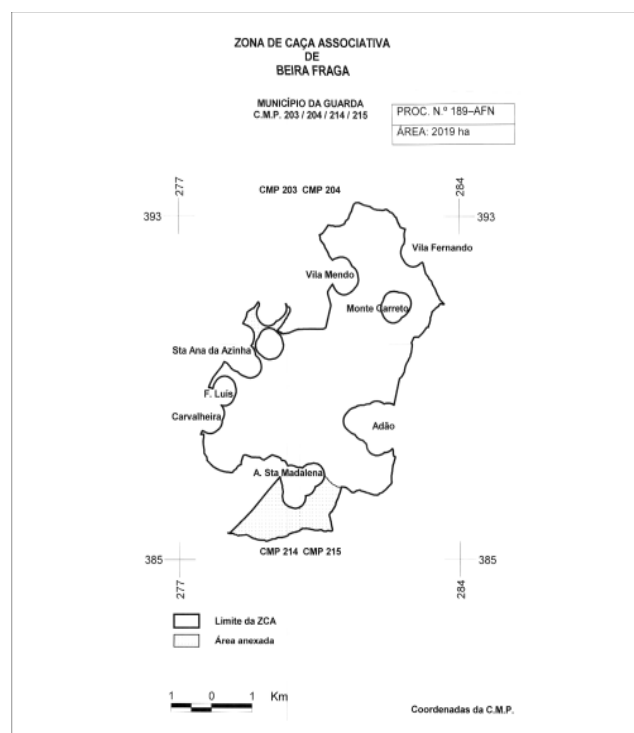 ZONA DE CAÇA ASSOCIATIVA
DE
BEIRA FRAGA
MUNICÍPIO DA GUARDA
C.M.P. 203 / 204 / 214 / 215
PROC. N.º 189–AFN
ÁREA: 2019 ha
277
CMP 203 CMP 204
284
393
393
Vila Fernando
Vila Mendo
Monte Carreto
Sta Ana da Azinha
F. Luís
Carvalheira
Adão
A. Sta Madalena
385
CMP 214 CMP 215
385
277
284
Limite da ZCA
Área anexada
1 0 1 Km
Coordenadas da C.M.P.